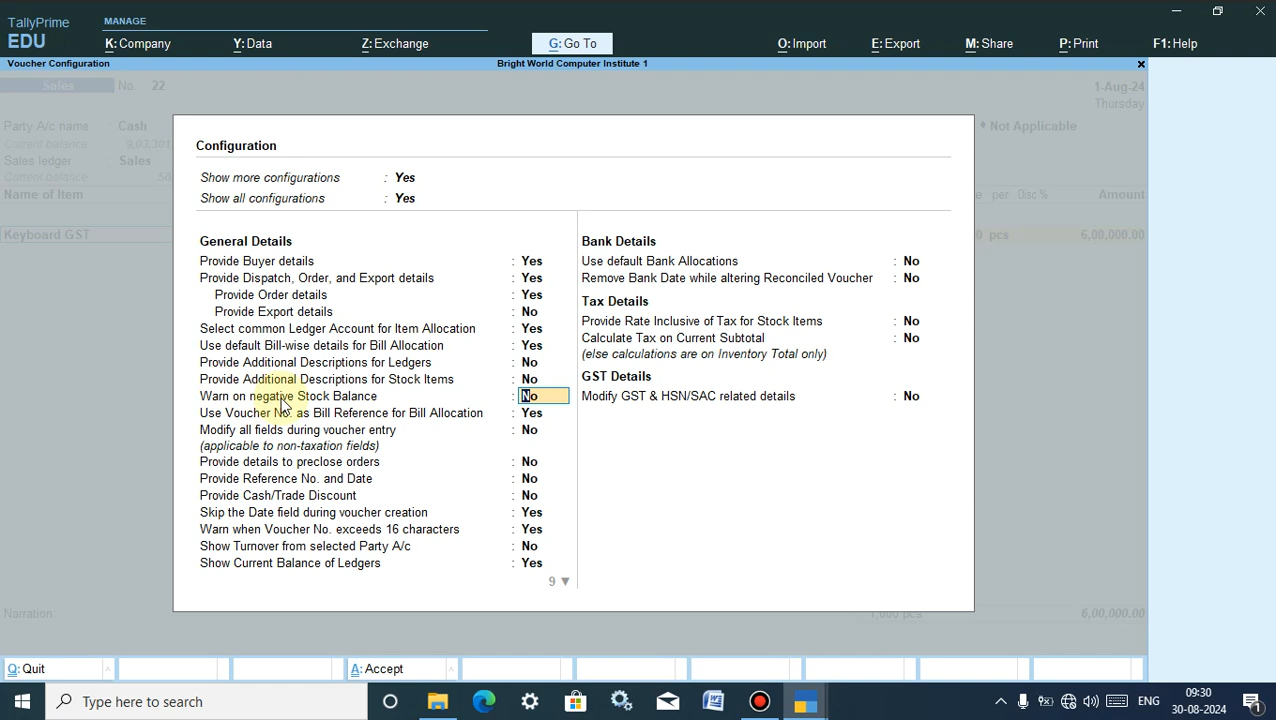 TallyPrime
EDU
MANAGE
K: Company
Y: Data
Z: Exchange
G: Go To
O: Import
E: Export
M: Share
P: Print
F1: Help
Voucher Configuration
Bright World Computer Institute 1
Sales No. 22
1-Aug-24
Thursday
Party A/c name : Cash
Not Applicable
Current balance 9,03,301
Sales ledger : Sales
Current balance
Name of Item
per Disc % Amount
Keyboard GST
pcs 6,00,000.00
Configuration
Show more configurations : Yes
Show all configurations : Yes
General Details
Provide Buyer details : Yes
Provide Dispatch, Order, and Export details : Yes
Provide Order details : Yes
Provide Export details : No
Select common Ledger Account for Item Allocation : Yes
Use default Bill-wise details for Bill Allocation : Yes
Provide Additional Descriptions for Ledgers : No
Provide Additional Descriptions for Stock Items : No
Warn on negative Stock Balance : No
Use Voucher No. as Bill Reference for Bill Allocation : Yes
Modify all fields during voucher entry : No
(applicable to non-taxation fields)
Provide details to preclose orders : No
Provide Reference No. and Date : No
Provide Cash/Trade Discount : No
Skip the Date field during voucher creation : Yes
Warn when Voucher No. exceeds 16 characters : Yes
Show Turnover from selected Party A/c : No
Show Current Balance of Ledgers : Yes
9 ▼
Bank Details
Use default Bank Allocations : No
Remove Bank Date while altering Reconciled Voucher : No
Tax Details
Provide Rate Inclusive of Tax for Stock Items : No
Calculate Tax on Current Subtotal : No
(else calculations are on Inventory Total only)
GST Details
Modify GST & HSN/SAC related details : No
Narration:
1,000 pcs 6,00,000.00
Q: Quit
A: Accept
Type here to search
ENG
09:30
30-08-2024